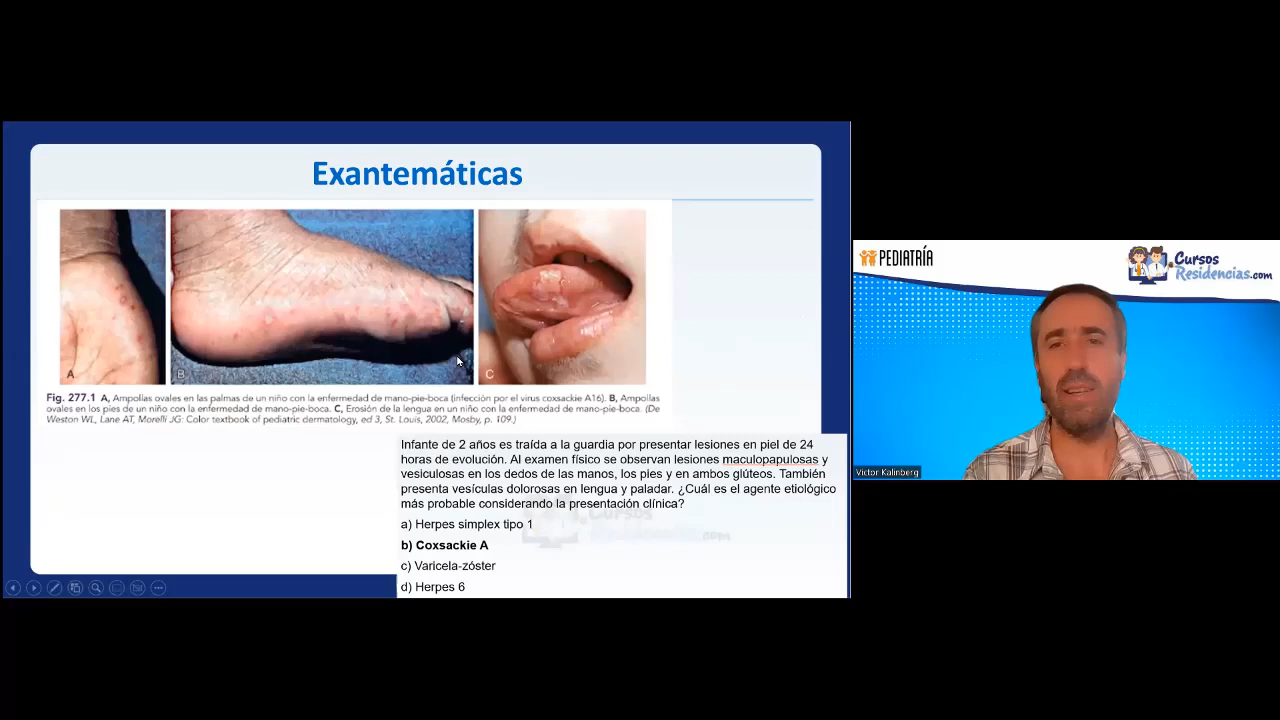 Exantemáticas
A
B
C
Fig. 277.1 A, Ampollas ovales en las palmas de un niño con la enfermedad de mano-pie-boca (infección por el virus coxsackie A16). B, Ampollas
ovales en los pies de un niño con la enfermedad de mano-pie-boca. C, Erosión de la lengua en un niño con la enfermedad de mano-pie-boca. (De
Weston WL, Lane AT, Morelli JG: Color textbook of pediatric dermatology, ed 3, St. Louis, 2002, Mosby, p. 109.)
Infante de 2 años es traída a la guardia por presentar lesiones en piel de 24
horas de evolución. Al examen físico se observan lesiones maculopapulosas y
vesiculosas en los dedos de las manos, los pies y en ambos glúteos. También
presenta vesículas dolorosas en lengua y paladar. ¿Cuál es el agente etiológico
más probable considerando la presentación clínica?
a) Herpes simplex tipo 1
b) Coxsackie A
c) Varicela-zóster
d) Herpes 6
PEDIATRÍA
Cursos
Residencias.com
Victor Kalinberg